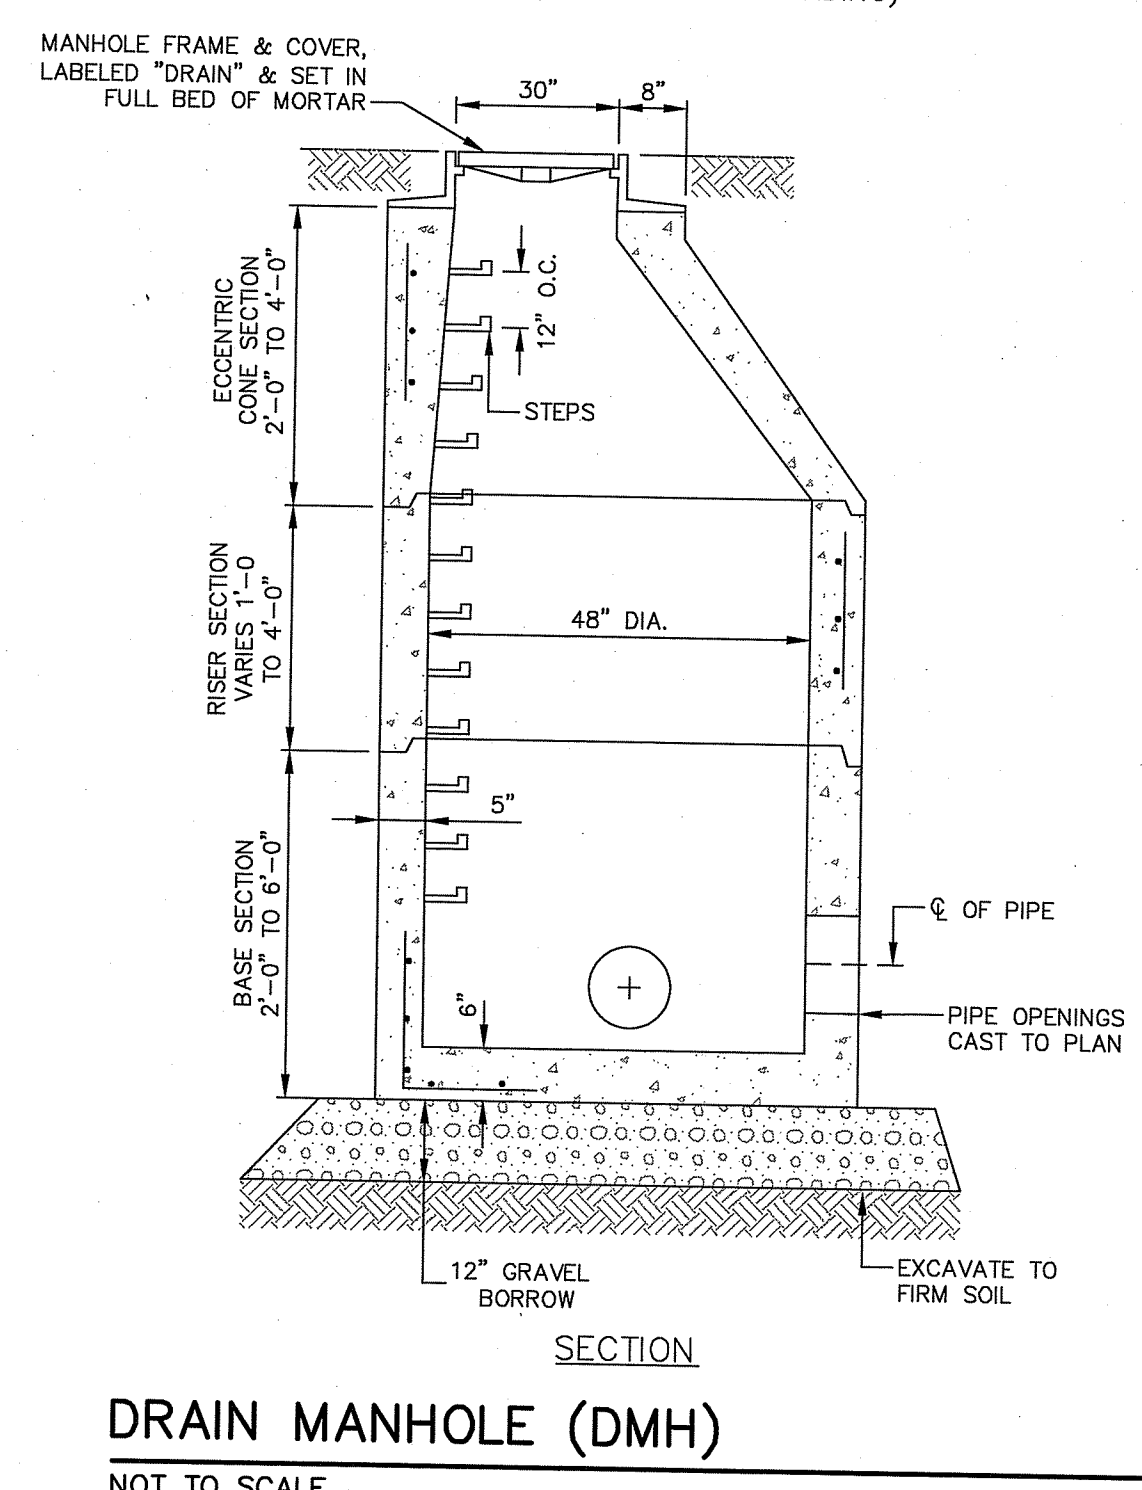 MANHOLE FRAME & COVER,
LABELED "DRAIN" & SET IN
FULL BED OF MORTAR
30"
8"
ECCENTRIC
CONE SECTION
2'-0" TO 4'-0"
12" O.C.
STEPS
RISER SECTION
VARIES 1'-0
TO 4'-0"
48" DIA.
5"
BASE SECTION
2'-0" TO 6'-0"
6"
℄ OF PIPE
PIPE OPENINGS
CAST TO PLAN
12" GRAVEL
BORROW
EXCAVATE TO
FIRM SOIL
SECTION
DRAIN MANHOLE (DMH)
NOT TO SCALE